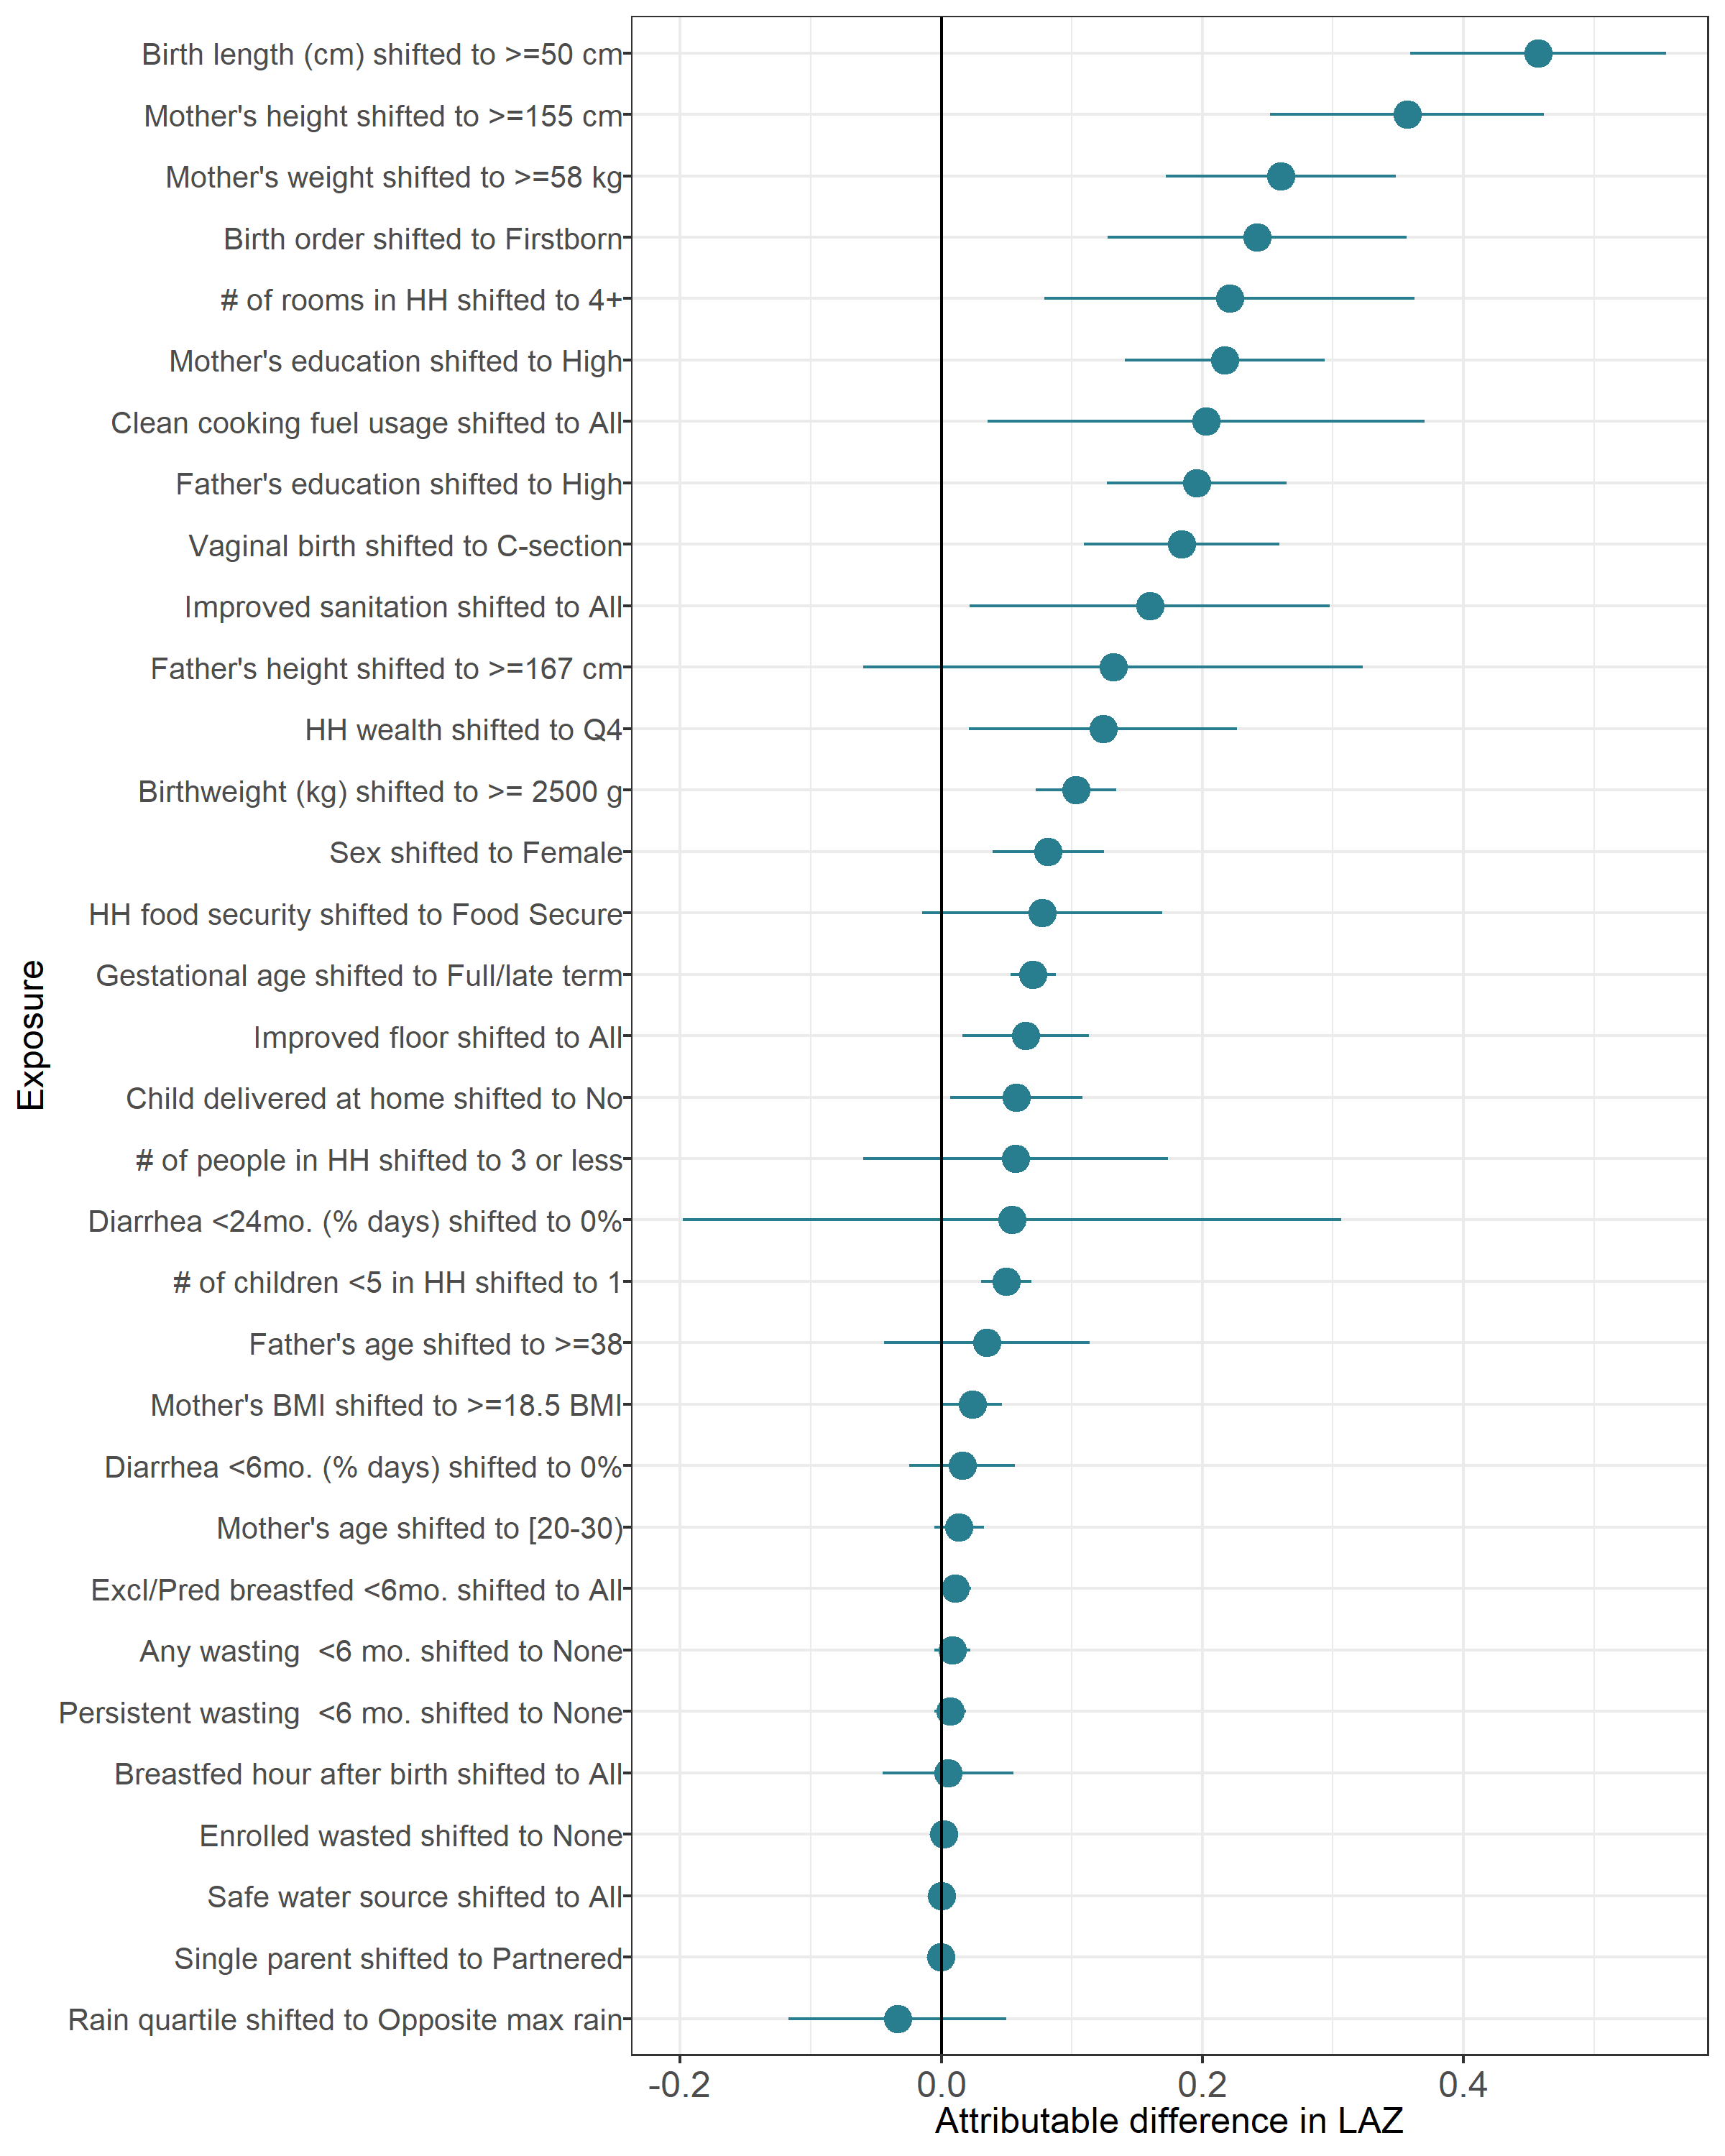 Birth length (cm) shifted to >=50 cm
Mother's height shifted to >=155 cm
Mother's weight shifted to >=58 kg
Birth order shifted to Firstborn
# of rooms in HH shifted to 4+
Mother's education shifted to High
Clean cooking fuel usage shifted to All
Father's education shifted to High
Vaginal birth shifted to C-section
Improved sanitation shifted to All
Father's height shifted to >=167 cm
HH wealth shifted to Q4
Birthweight (kg) shifted to >= 2500 g
Sex shifted to Female
HH food security shifted to Food Secure
Gestational age shifted to Full/late term
Improved floor shifted to All
Child delivered at home shifted to No
# of people in HH shifted to 3 or less
Diarrhea <24mo. (% days) shifted to 0%
# of children <5 in HH shifted to 1
Father's age shifted to >=38
Mother's BMI shifted to >=18.5 BMI
Diarrhea <6mo. (% days) shifted to 0%
Mother's age shifted to [20-30)
Excl/Pred breastfed <6mo. shifted to All
Any wasting  <6 mo. shifted to None
Persistent wasting  <6 mo. shifted to None
Breastfed hour after birth shifted to All
Enrolled wasted shifted to None
Safe water source shifted to All
Single parent shifted to Partnered
Rain quartile shifted to Opposite max rain
Exposure
-0.2 0.0 0.2 0.4
Attributable difference in LAZ